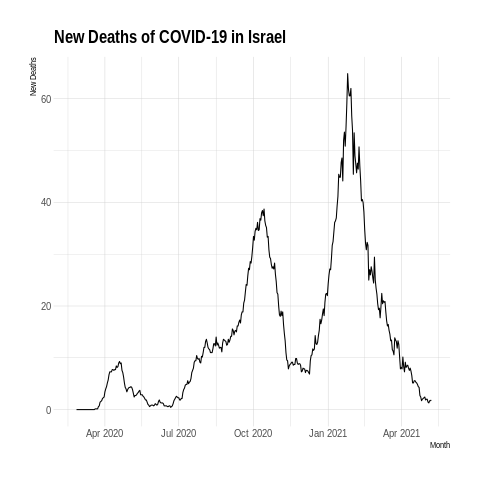 New Deaths of COVID-19 in Israel
New Deaths
60
40
20
0
Apr 2020 Jul 2020 Oct 2020 Jan 2021 Apr 2021
Month